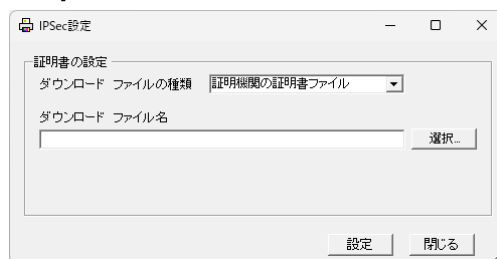 IPSec設定
証明書の設定
ダウンロード ファイルの種類 証明機関の証明書ファイル
ダウンロード ファイル名
選択...
設定 閉じる